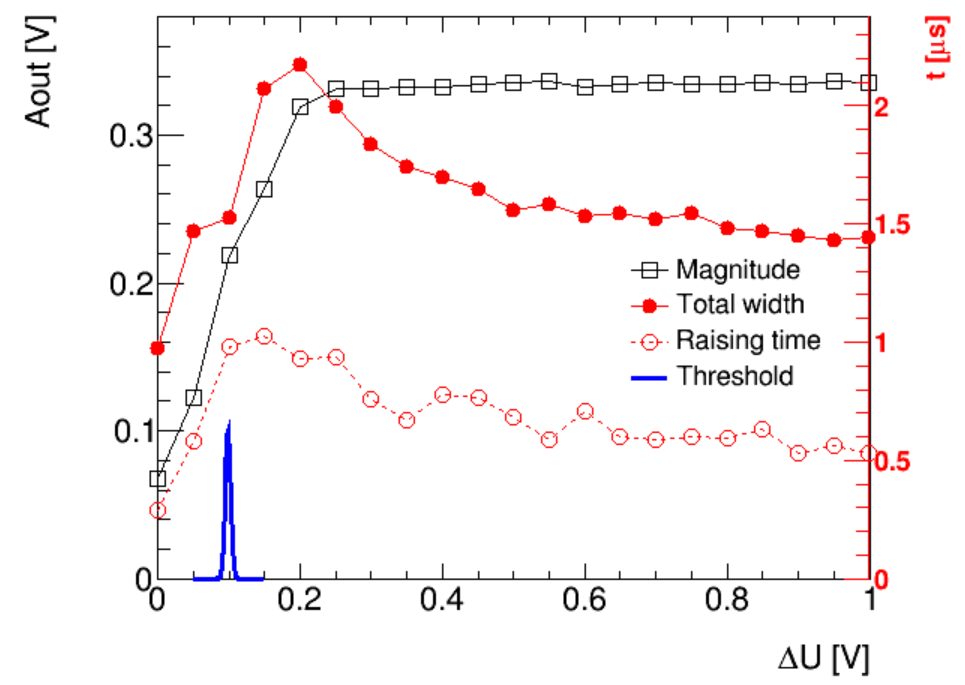 Aout [V]
t [μs]
0.3
0.2
0.1
0
2
1.5
1
0.5
0
Magnitude
Total width
Raising time
Threshold
0 0.2 0.4 0.6 0.8 1
ΔU [V]